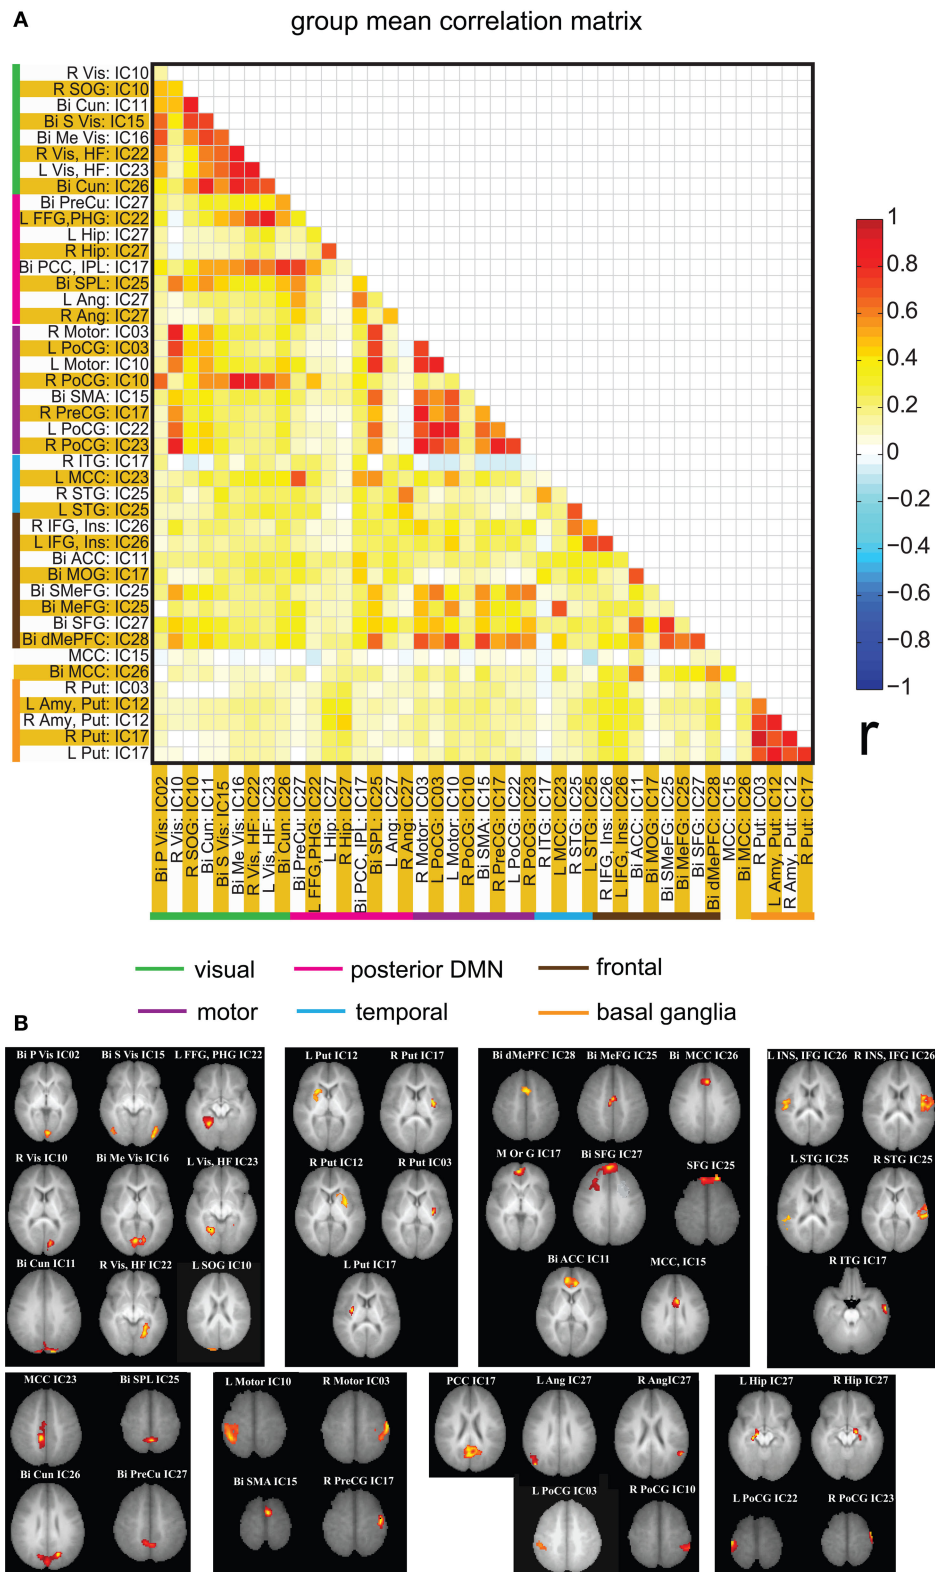 A
group mean correlation matrix
R Vis: IC10
R SOG: IC10
Bi Cun: IC11
Bi S Vis: IC15
Bi Me Vis: IC16
R Vis, HF: IC22
L Vis, HF: IC23
Bi Cun: IC26
Bi PreCu: IC27
L FFG,PHG: IC22
L Hip: IC27
R Hip: IC27
Bi PCC, IPL: IC17
Bi SPL: IC25
L Ang: IC27
R Ang: IC27
R Motor: IC03
L PoCG: IC03
L Motor: IC10
R PoCG: IC10
Bi SMA: IC15
R PreCG: IC17
L PoCG: IC22
R PoCG: IC23
R ITG: IC17
L MCC: IC23
R STG: IC25
L STG: IC25
R IFG, Ins: IC26
L IFG, Ins: IC26
Bi ACC: IC11
Bi MOG: IC17
Bi SMeFG: IC25
Bi MeFG: IC25
Bi SFG: IC27
Bi dMePFC: IC28
MCC: IC15
Bi MCC: IC26
R Put: IC03
L Amy, Put: IC12
R Amy, Put: IC12
R Put: IC17
L Put: IC17
1
0.8
0.6
0.4
0.2
0
−0.2
−0.4
−0.6
−0.8
−1
r
Bi P Vis: IC02
R Vis: IC10
R SOG: IC10
Bi Cun: IC11
Bi S Vis: IC15
Bi Me Vis: IC16
R Vis, HF: IC22
L Vis, HF: IC23
Bi Cun: IC26
Bi PreCu: IC27
L FFG,PHG: IC22
L Hip: IC27
R Hip: IC27
Bi PCC, IPL: IC17
Bi SPL: IC25
L Ang: IC27
R Ang: IC27
R Motor: IC03
L PoCG: IC03
L Motor: IC10
R PoCG: IC10
Bi SMA: IC15
R PreCG: IC17
L PoCG: IC22
R PoCG: IC23
R ITG: IC17
L MCC: IC23
R STG: IC25
L STG: IC25
R IFG, Ins: IC26
L IFG, Ins: IC26
Bi ACC: IC11
Bi MOG: IC17
Bi SMeFG: IC25
Bi MeFG: IC25
Bi SFG: IC27
Bi dMePFC: IC28
MCC: IC15
Bi MCC: IC26
R Put: IC03
L Amy, Put: IC12
R Amy, Put: IC12
R Put: IC17
visual
posterior DMN
frontal
motor
temporal
basal ganglia
B
Bi P Vis IC02
Bi S Vis IC15
L FFG, PHG IC22
R Vis IC10
Bi Me Vis IC16
L Vis, HF IC23
Bi Cun IC11
R Vis, HF IC22
L SOG IC10
L Put IC12
R Put IC17
R Put IC12
R Put IC03
L Put IC17
Bi dMePFC IC28
Bi MeFG IC25
Bi MCC IC26
M Or G IC17
Bi SFG IC27
SFG IC25
Bi ACC IC11
MCC, IC15
L INS, IFG IC26
R INS, IFG IC26
L STG IC25
R STG IC25
R ITG IC17
MCC IC23
Bi SPL IC25
Bi Cun IC26
Bi PreCu IC27
L Motor IC10
R Motor IC03
Bi SMA IC15
R PreCG IC17
PCC IC17
L Ang IC27
R AngIC27
L PoCG IC03
R PoCG IC10
L Hip IC27
R Hip IC27
L PoCG IC22
R PoCG IC23